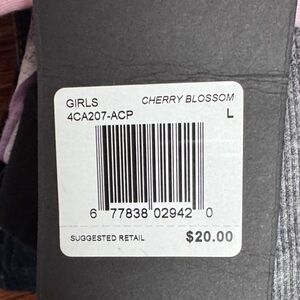 GIRLS CHERRY BLOSSOM
4CA207-ACP L
6 77838 02942 0
SUGGESTED RETAIL $20.00